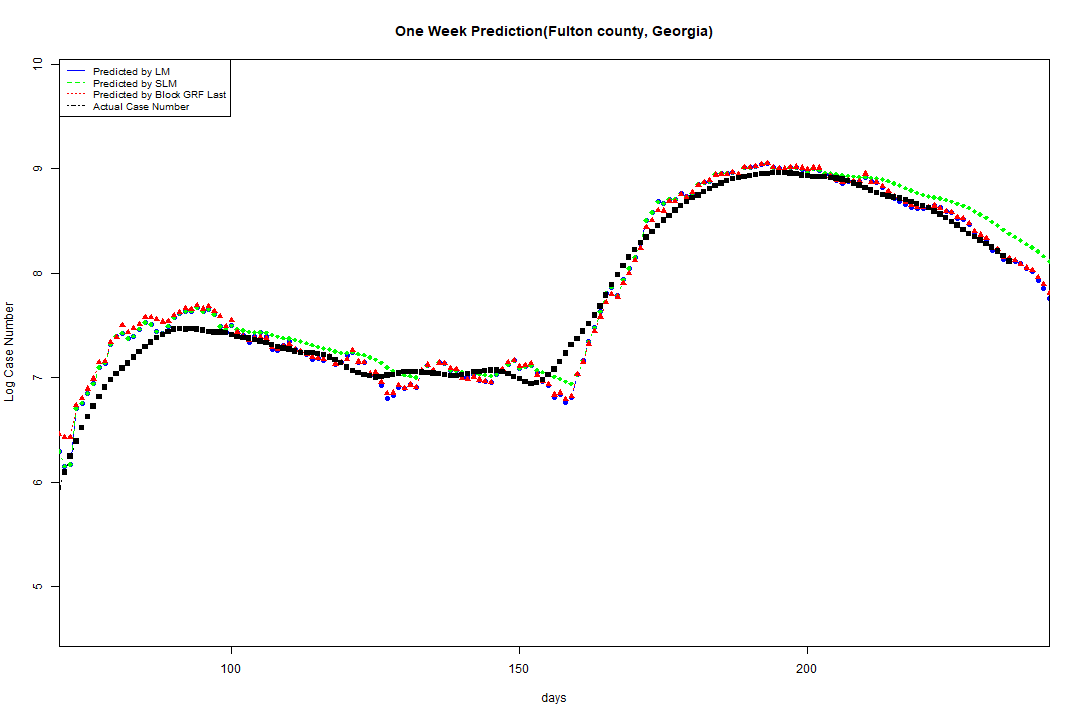 One Week Prediction(Fulton county, Georgia)
Predicted by LM
Predicted by SLM
Predicted by Block GRF Last
Actual Case Number
10
9
8
7
6
5
Log Case Number
100
150
200
days